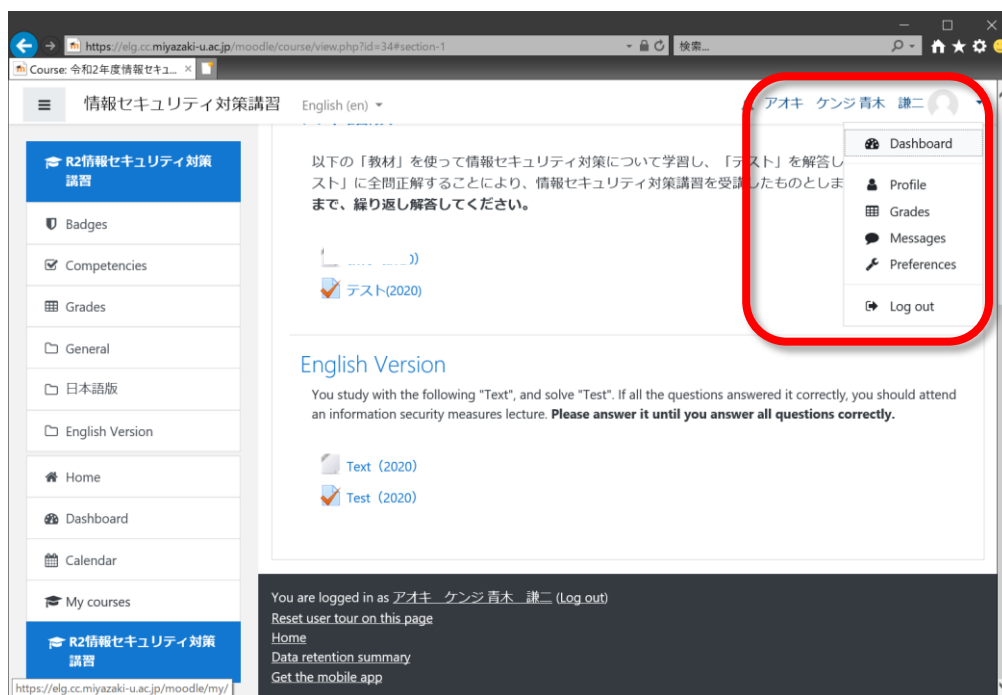 https://elg.cc.miyazaki-u.ac.jp/moodle/course/view.php?id=34#section-1
検索...
Course: 令和2年度情報セキュ...
情報セキュリティ対策講習
English (en)
アオキ ケンジ 青木 謙二
Dashboard
Profile
Grades
Messages
Preferences
Log out
R2情報セキュリティ対策
講習
Badges
Competencies
Grades
General
日本語版
English Version
Home
Dashboard
Calendar
My courses
R2情報セキュリティ対策
講習
以下の「教材」を使って情報セキュリティ対策について学習し、「テスト」を解答し
スト」に全問正解することにより、情報セキュリティ対策講習を受講したものとしま
まで、繰り返し解答してください。
テスト(2020)
English Version
You study with the following "Text", and solve "Test". If all the questions answered it correctly, you should attend
an information security measures lecture. Please answer it until you answer all questions correctly.
Text（2020）
Test（2020）
You are logged in as アオキ ケンジ 青木 謙二 (Log out)
Reset user tour on this page
Home
Data retention summary
Get the mobile app
https://elg.cc.miyazaki-u.ac.jp/moodle/my/